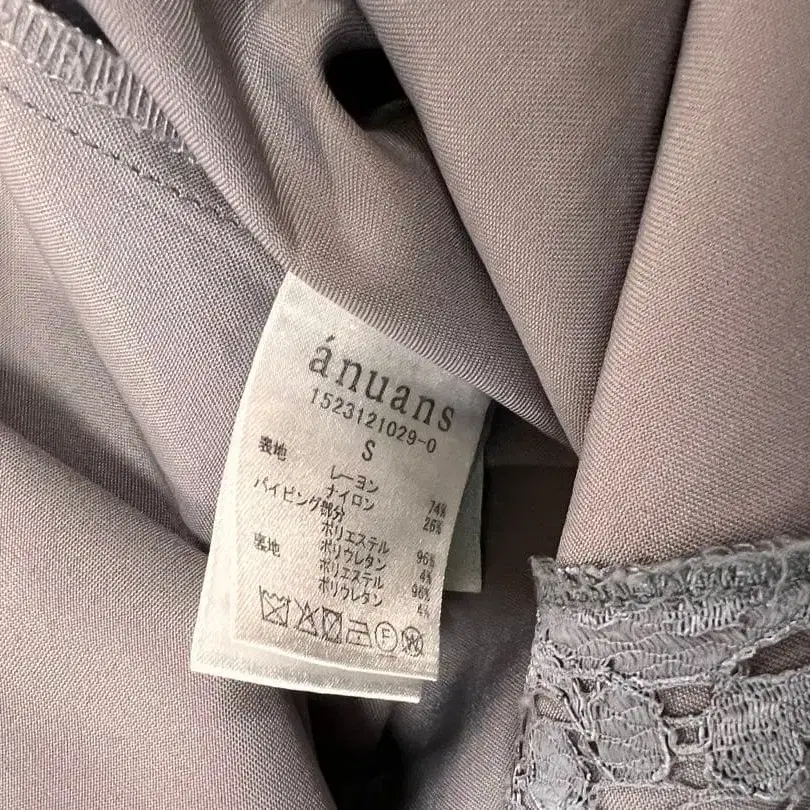 ánuans
1523121029-0
S
表地
レーヨン 74%
ナイロン 26%
パイピング部分
ポリエステル 96%
ポリウレタン 4%
裏地
ポリエステル 96%
ポリウレタン 4%
F
W